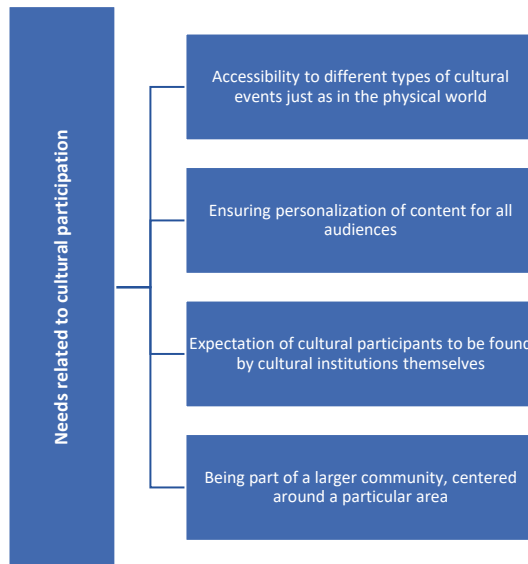 Needs related to cultural participation
Accessibility to different types of cultural
events just as in the physical world
Ensuring personalization of content for all
audiences
Expectation of cultural participants to be found
by cultural institutions themselves
Being part of a larger community, centered
around a particular area